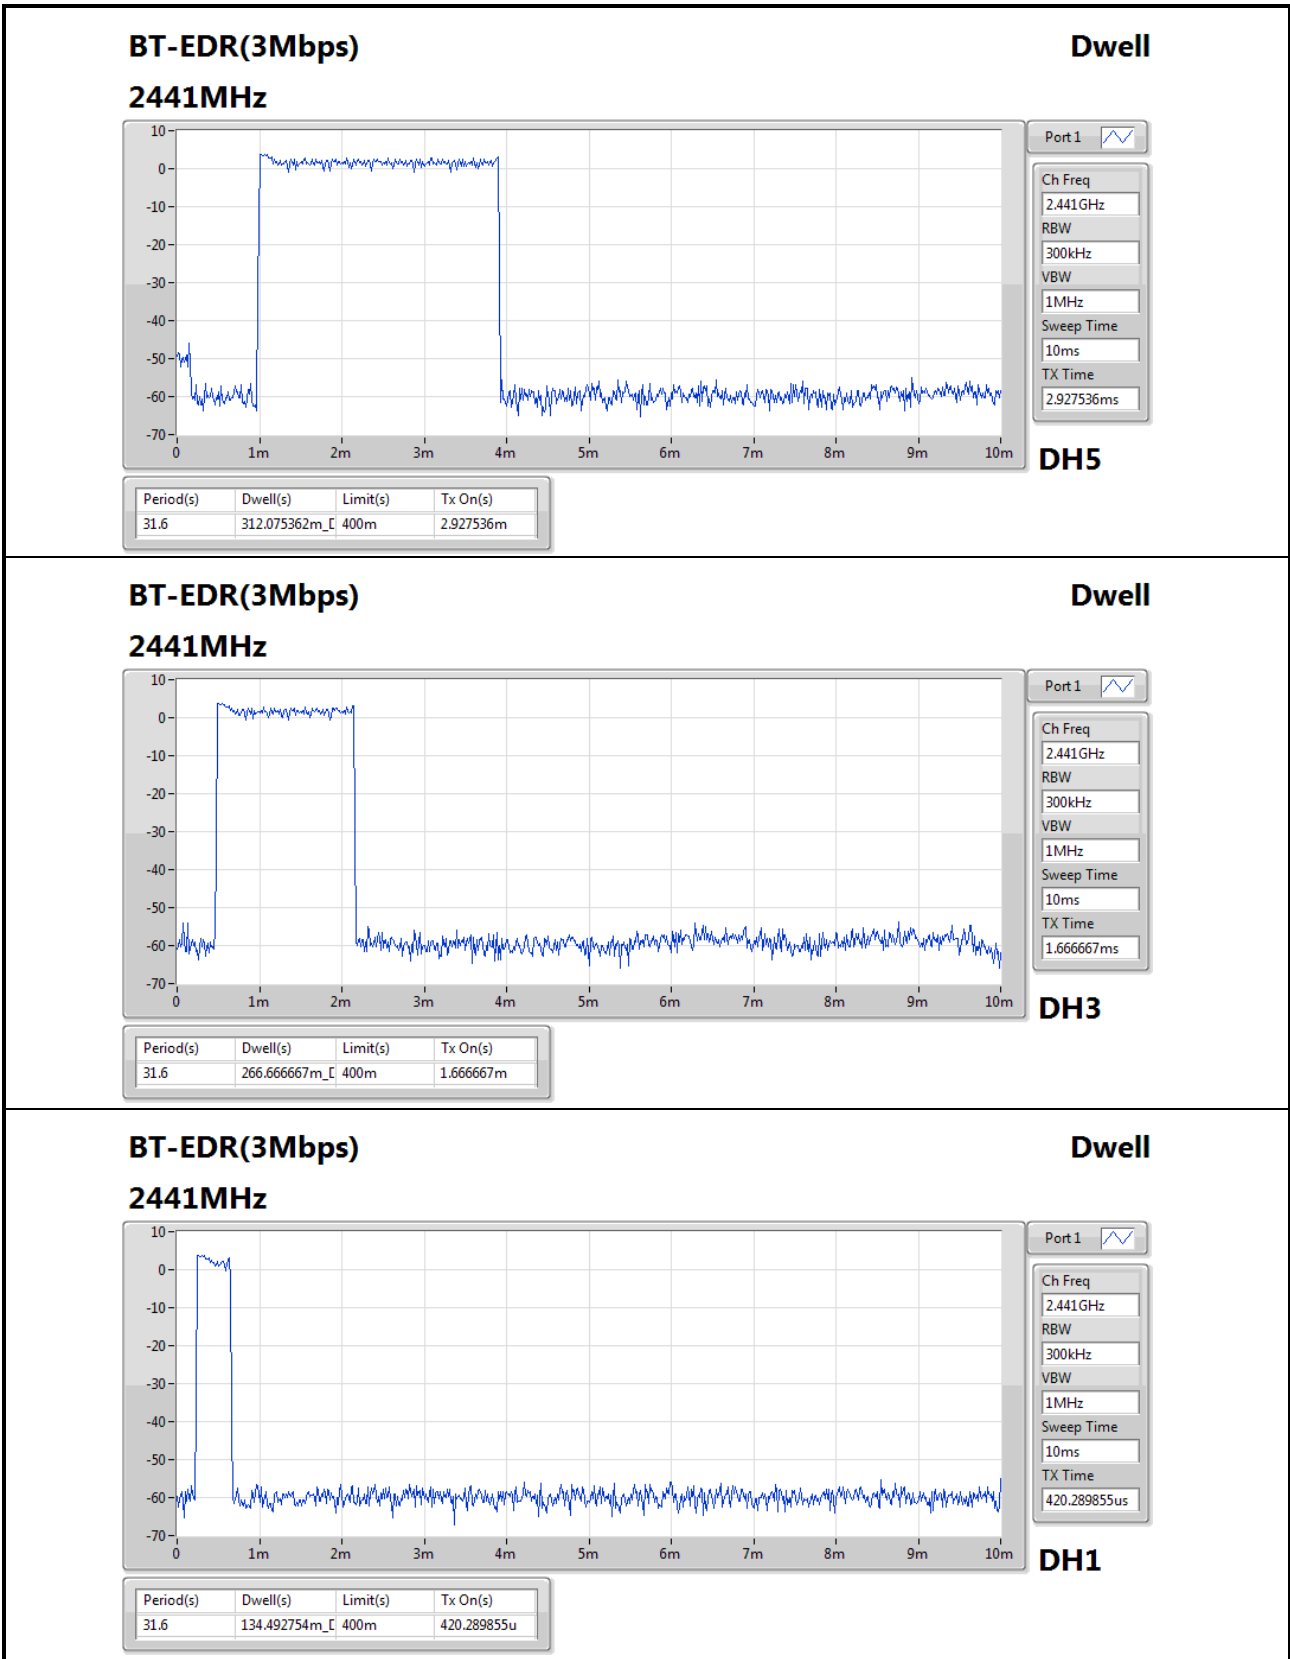 BT-EDR(3Mbps) Dwell
2441MHz
10
0
-10
-20
-30
-40
-50
-60
-70
0 1m 2m 3m 4m 5m 6m 7m 8m 9m 10m
Port 1
Ch Freq
2.441GHz
RBW
300kHz
VBW
1MHz
Sweep Time
10ms
TX Time
2.927536ms
DH5
Period(s) Dwell(s) Limit(s) Tx On(s)
31.6 312.075362m_D 400m 2.927536m
BT-EDR(3Mbps) Dwell
2441MHz
10
0
-10
-20
-30
-40
-50
-60
-70
0 1m 2m 3m 4m 5m 6m 7m 8m 9m 10m
Port 1
Ch Freq
2.441GHz
RBW
300kHz
VBW
1MHz
Sweep Time
10ms
TX Time
1.666667ms
DH3
Period(s) Dwell(s) Limit(s) Tx On(s)
31.6 266.666667m_D 400m 1.666667m
BT-EDR(3Mbps) Dwell
2441MHz
10
0
-10
-20
-30
-40
-50
-60
-70
0 1m 2m 3m 4m 5m 6m 7m 8m 9m 10m
Port 1
Ch Freq
2.441GHz
RBW
300kHz
VBW
1MHz
Sweep Time
10ms
TX Time
420.289855us
DH1
Period(s) Dwell(s) Limit(s) Tx On(s)
31.6 134.492754m_D 400m 420.289855u